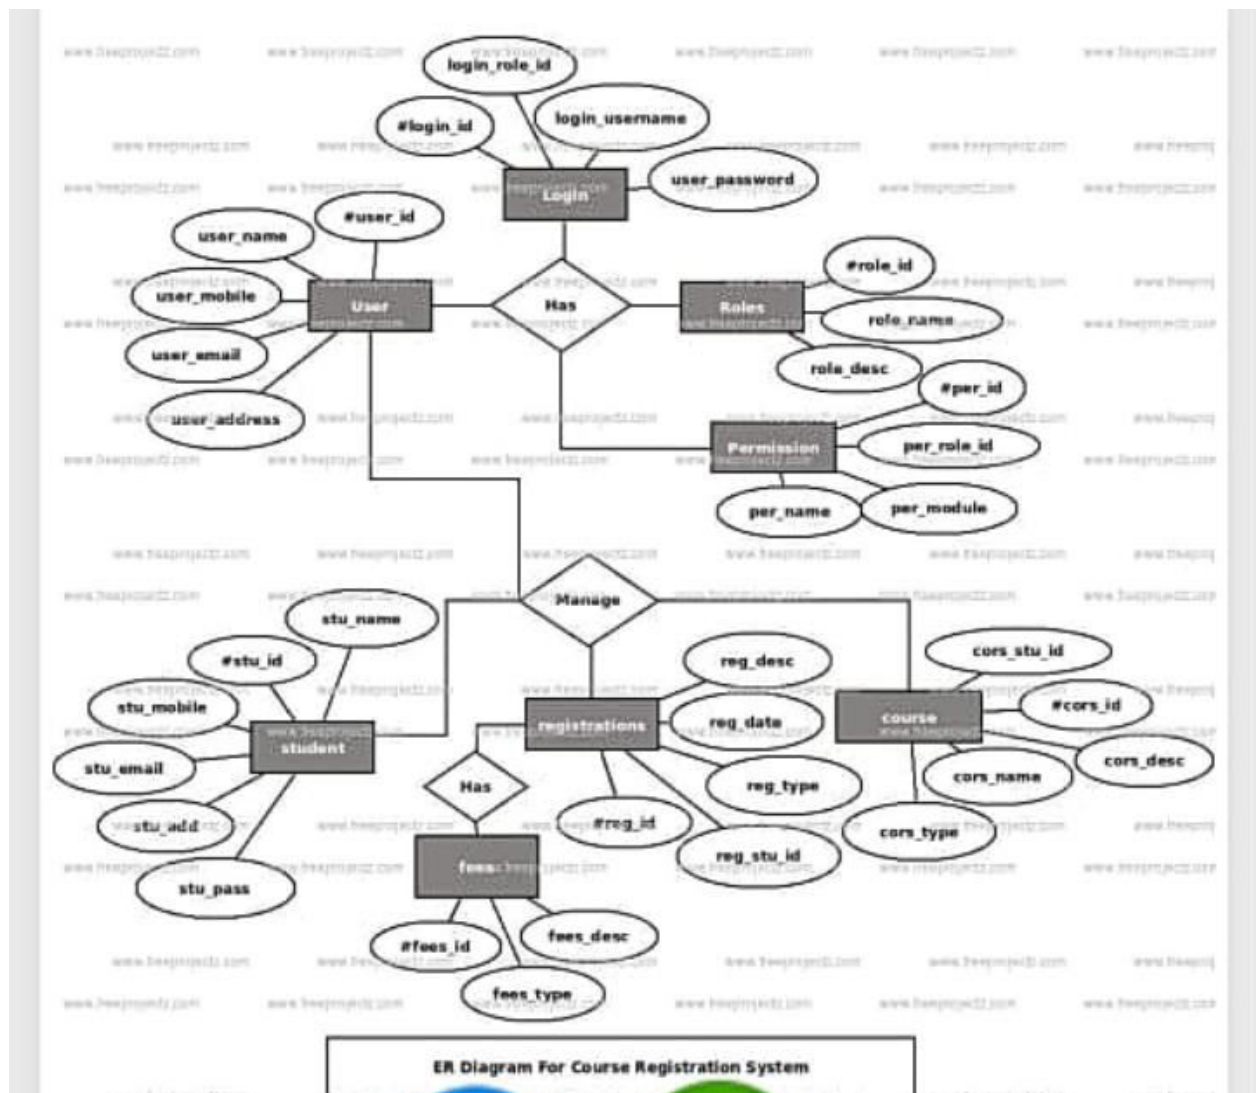 login_role_id
login_username
#login_id
user_password
Login
#user_id
user_name
#role_id
user_mobile
User
Has
Roles
role_name
user_email
role_desc
#per_id
user_address
Permission
per_role_id
per_name
per_module
Manage
stu_name
cors_stu_id
#stu_id
reg_desc
stu_mobile
#cors_id
registrations
reg_date
course
student
stu_email
cors_desc
cors_name
Has
reg_type
stu_add
#reg_id
cors_type
reg_stu_id
fees
stu_pass
#fees_id
fees_desc
fees_type
ER Diagram For Course Registration System